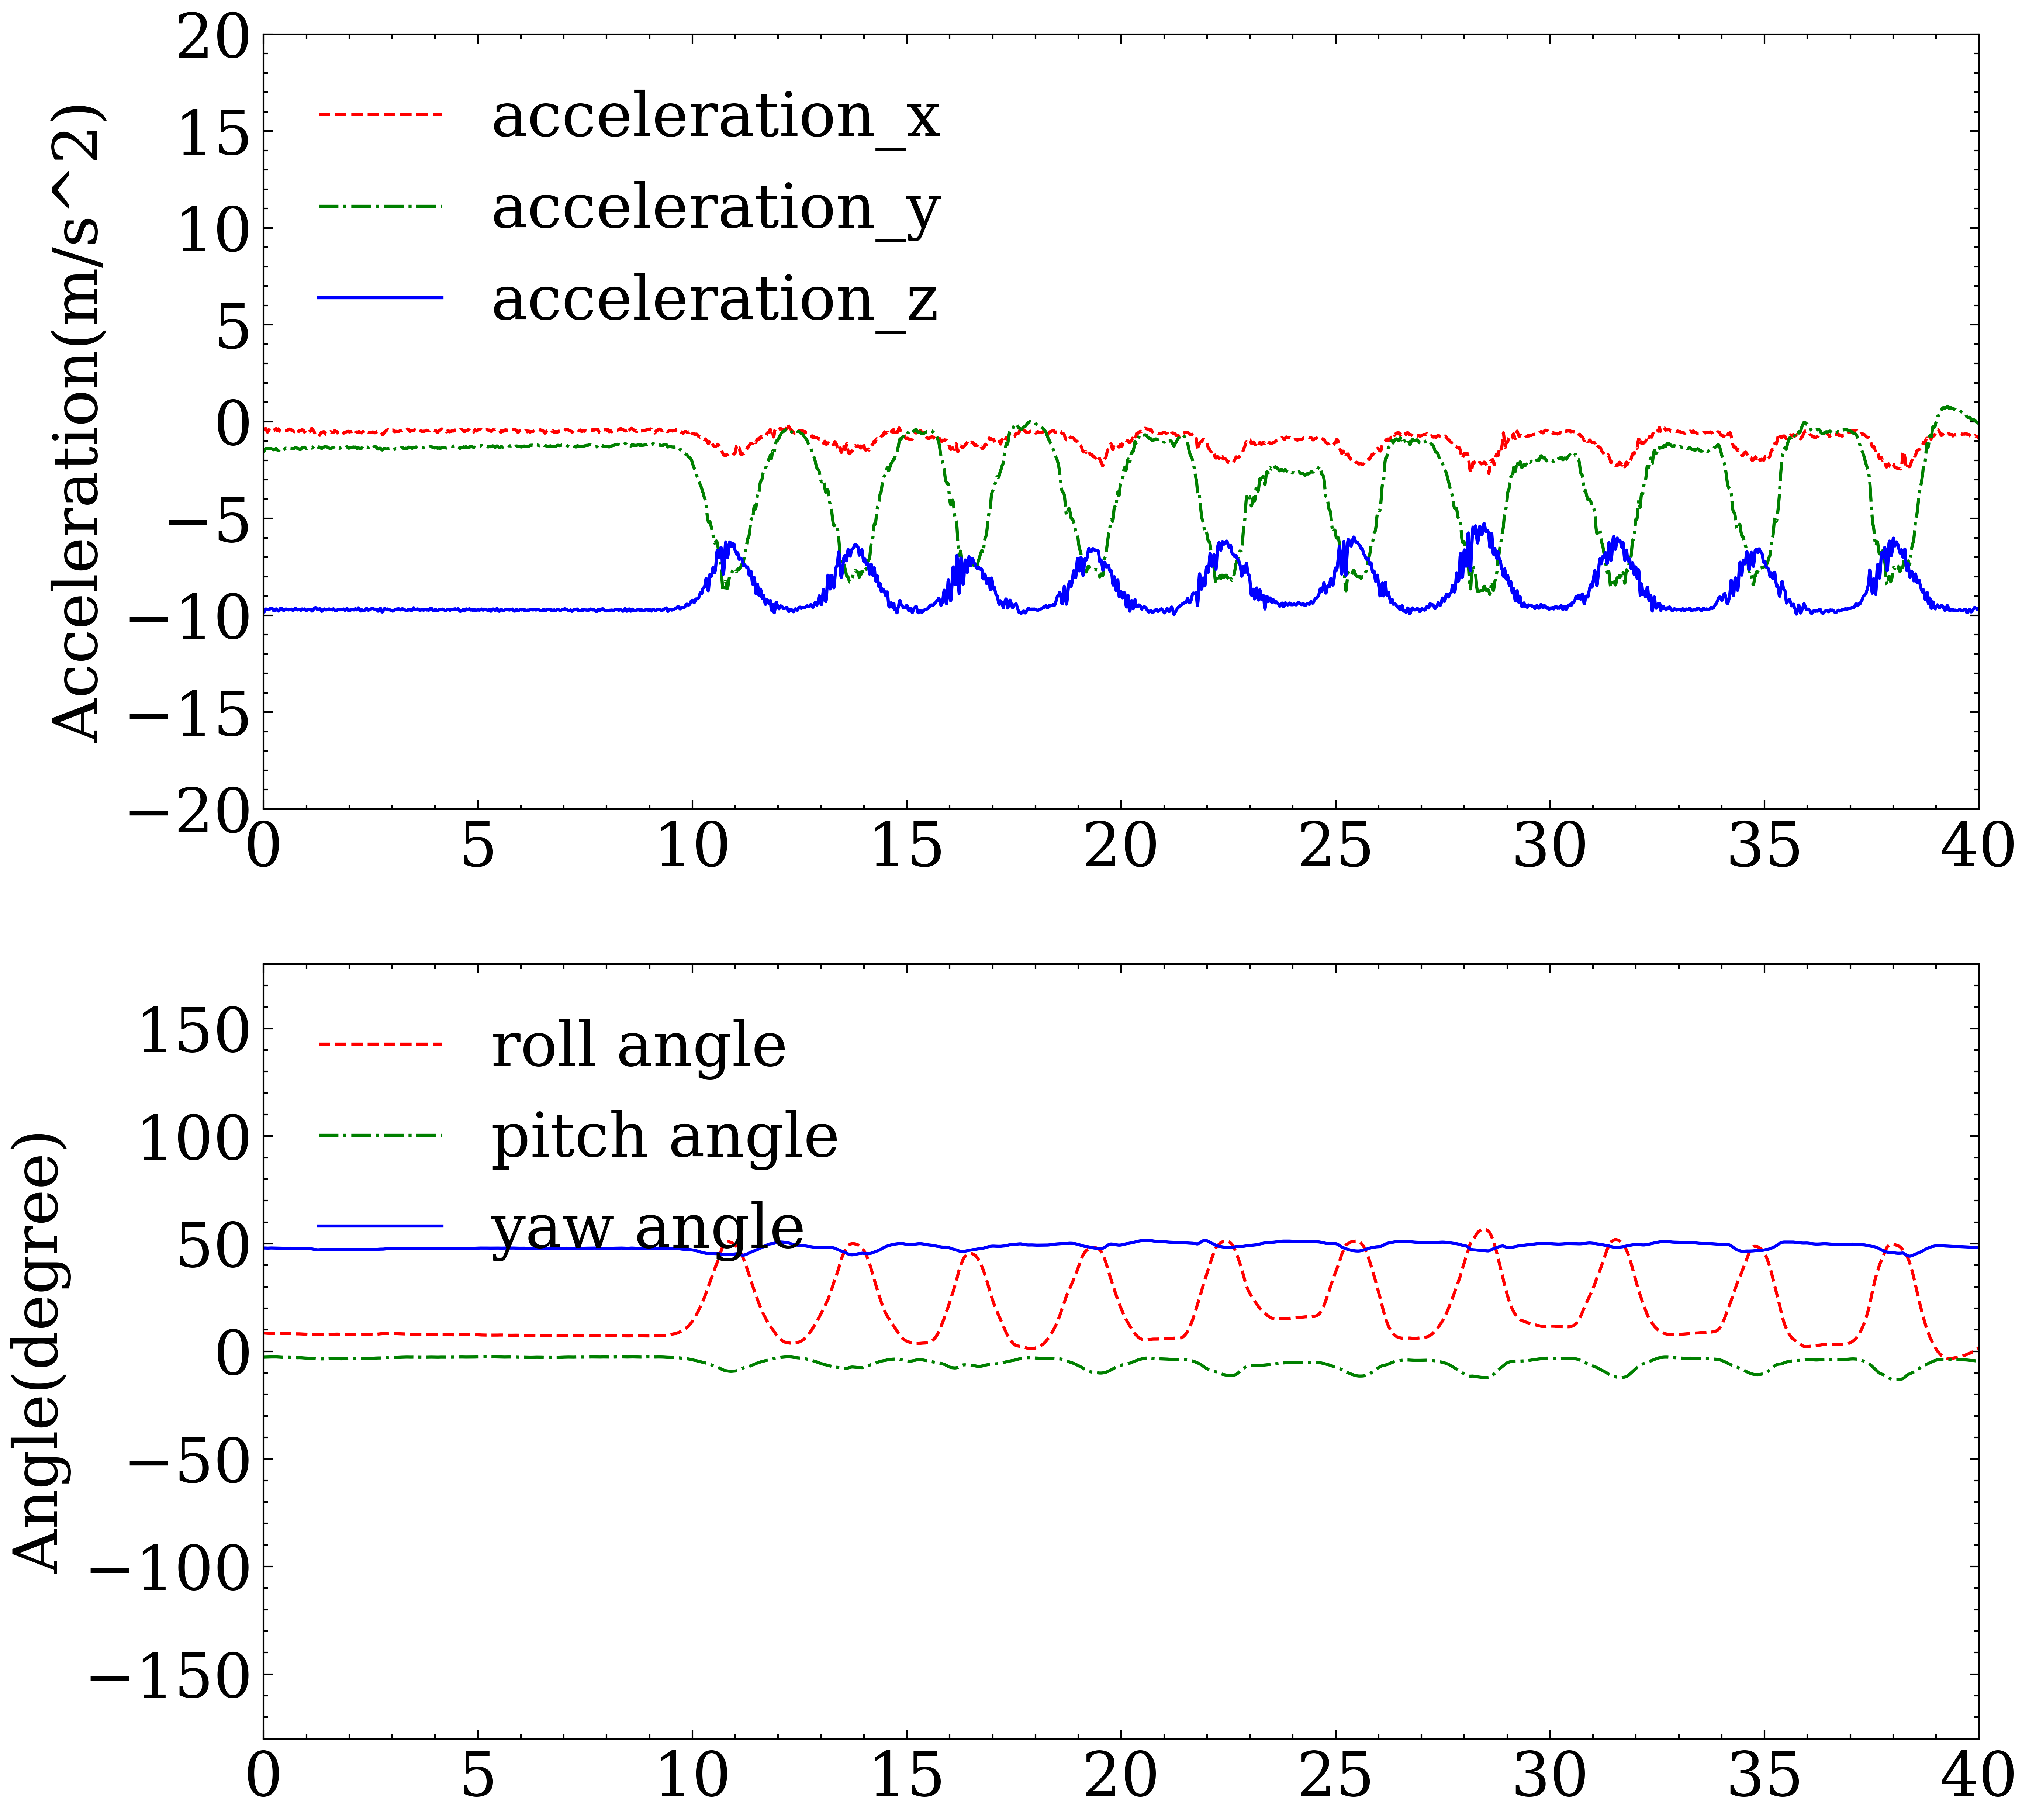 Acceleration(m/s^2)
20
15
10
5
0
−5
−10
−15
−20
acceleration_x
acceleration_y
acceleration_z
0 5 10 15 20 25 30 35 40
Angle(degree)
150
100
50
0
−50
−100
−150
roll angle
pitch angle
yaw angle
0 5 10 15 20 25 30 35 40